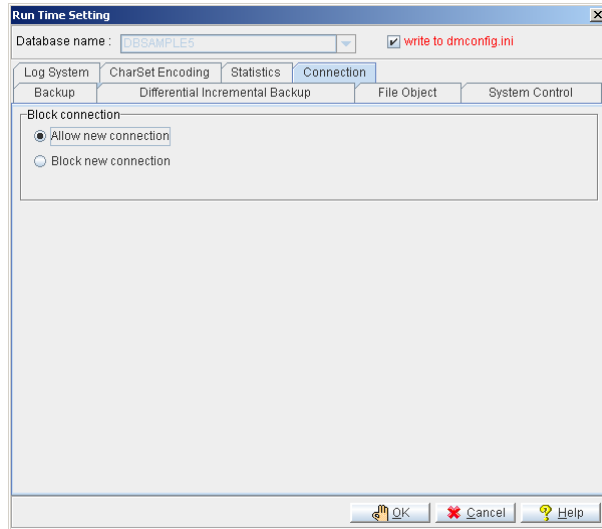 Run Time Setting
Database name : DBSAMPLE5 write to dmconfig.ini
Log System CharSet Encoding Statistics Connection
Backup Differential Incremental Backup File Object System Control
Block connection
Allow new connection
Block new connection
OK Cancel Help